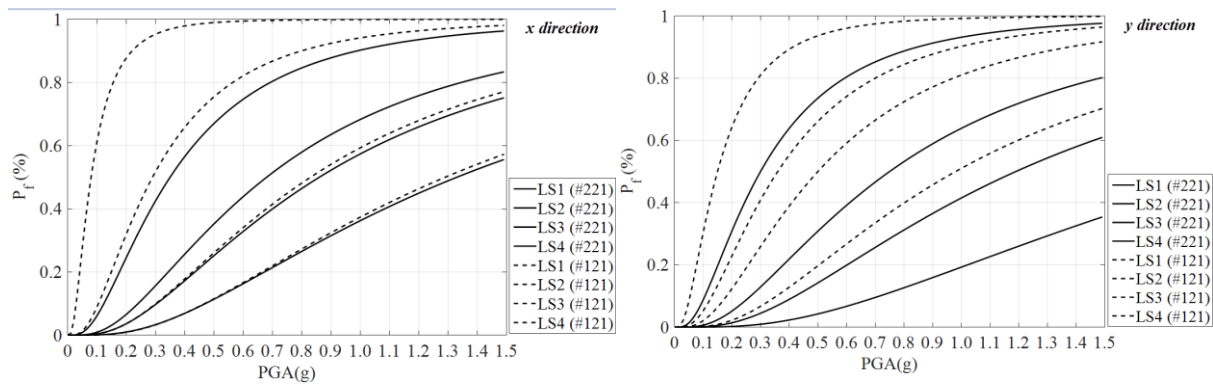 x direction
1
0.8
0.6
0.4
0.2
0
P_f (%)
0 0.1 0.2 0.3 0.4 0.5 0.6 0.7 0.8 0.9 1.0 1.1 1.2 1.3 1.4 1.5
PGA(g)
LS1 (#221)
LS2 (#221)
LS3 (#221)
LS4 (#221)
LS1 (#121)
LS2 (#121)
LS3 (#121)
LS4 (#121)
y direction
1
0.8
0.6
0.4
0.2
0
P_f (%)
0 0.1 0.2 0.3 0.4 0.5 0.6 0.7 0.8 0.9 1.0 1.1 1.2 1.3 1.4 1.5
PGA(g)
LS1 (#221)
LS2 (#221)
LS3 (#221)
LS4 (#221)
LS1 (#121)
LS2 (#121)
LS3 (#121)
LS4 (#121)